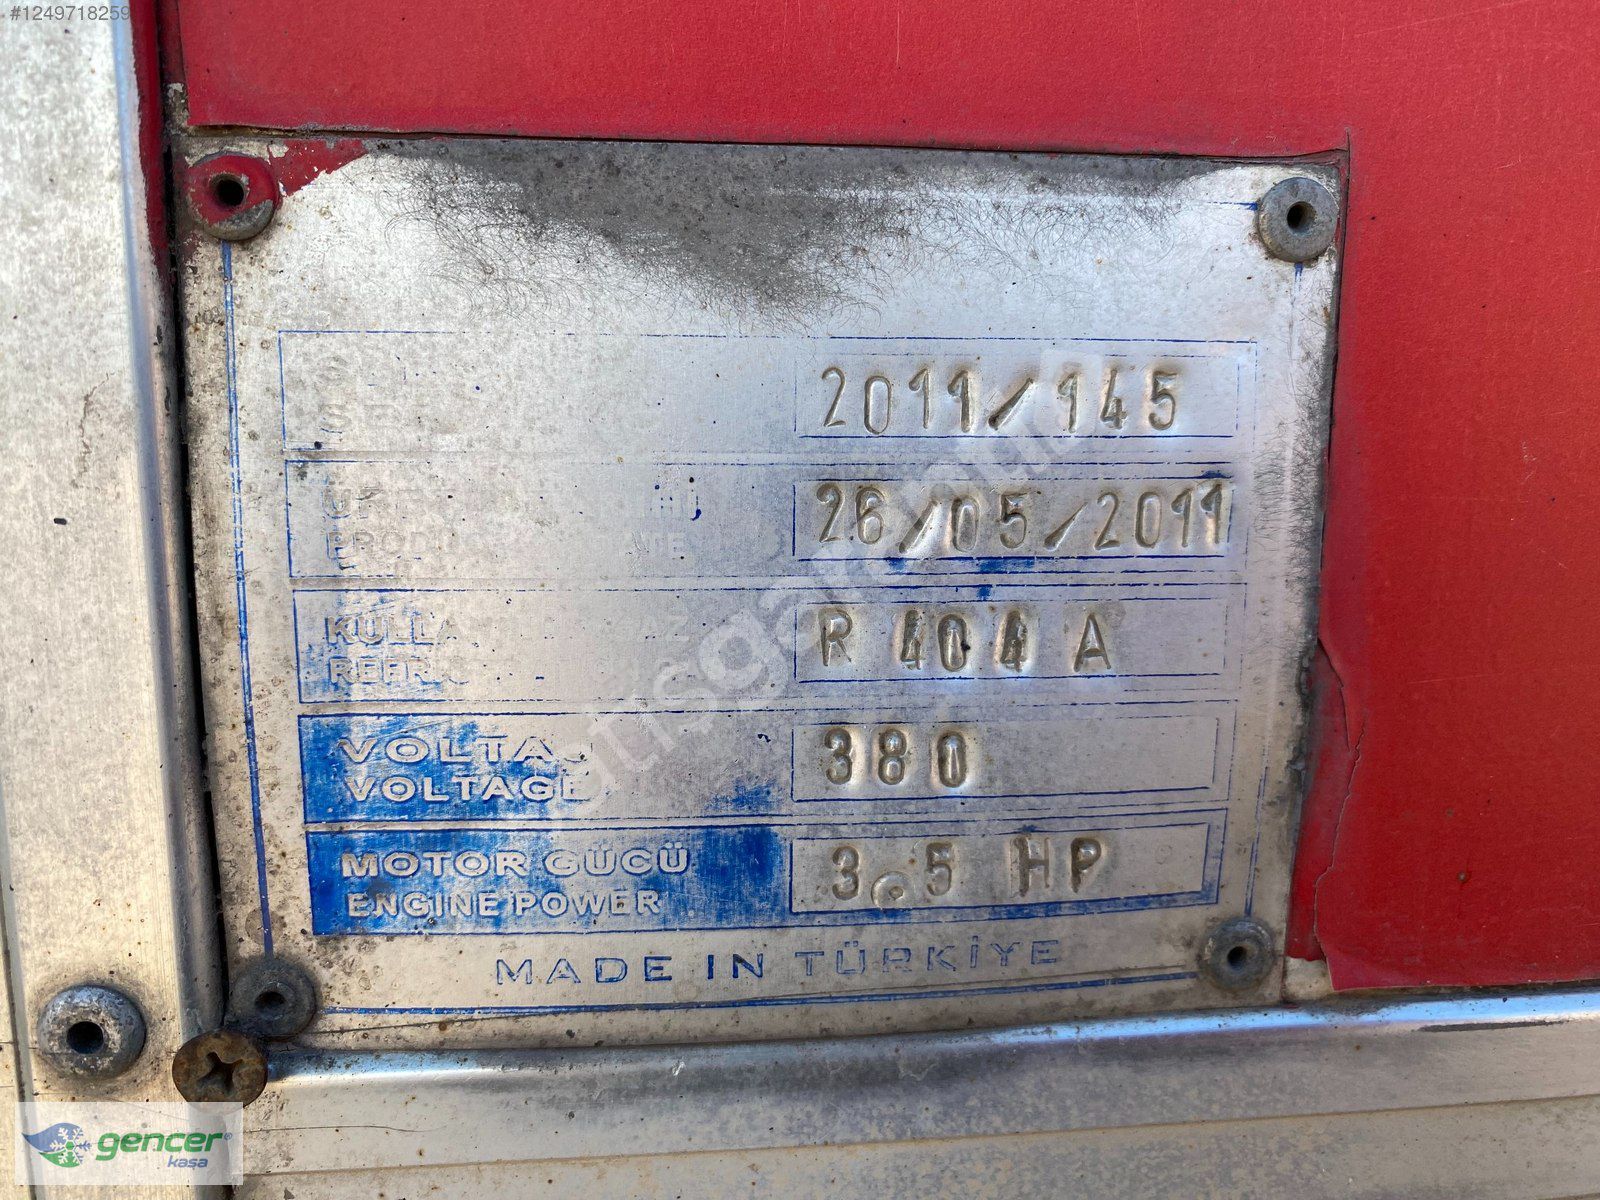 #1249718259
2011/145
26/05/2011
R 404 A
VOLTAGE
380
MOTOR GÜCÜ
ENGINE POWER
3.5 HP
MADE IN TÜRKİYE
gencer®
kasa